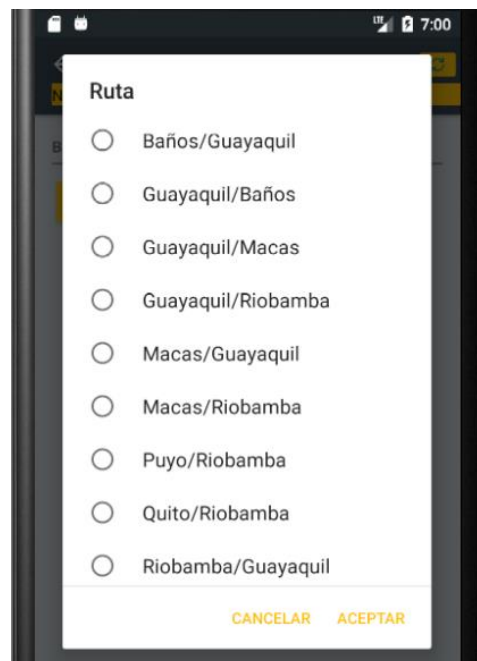 LTE 7:00
N
B
Ruta
Baños/Guayaquil
Guayaquil/Baños
Guayaquil/Macas
Guayaquil/Riobamba
Macas/Guayaquil
Macas/Riobamba
Puyo/Riobamba
Quito/Riobamba
Riobamba/Guayaquil
CANCELAR ACEPTAR